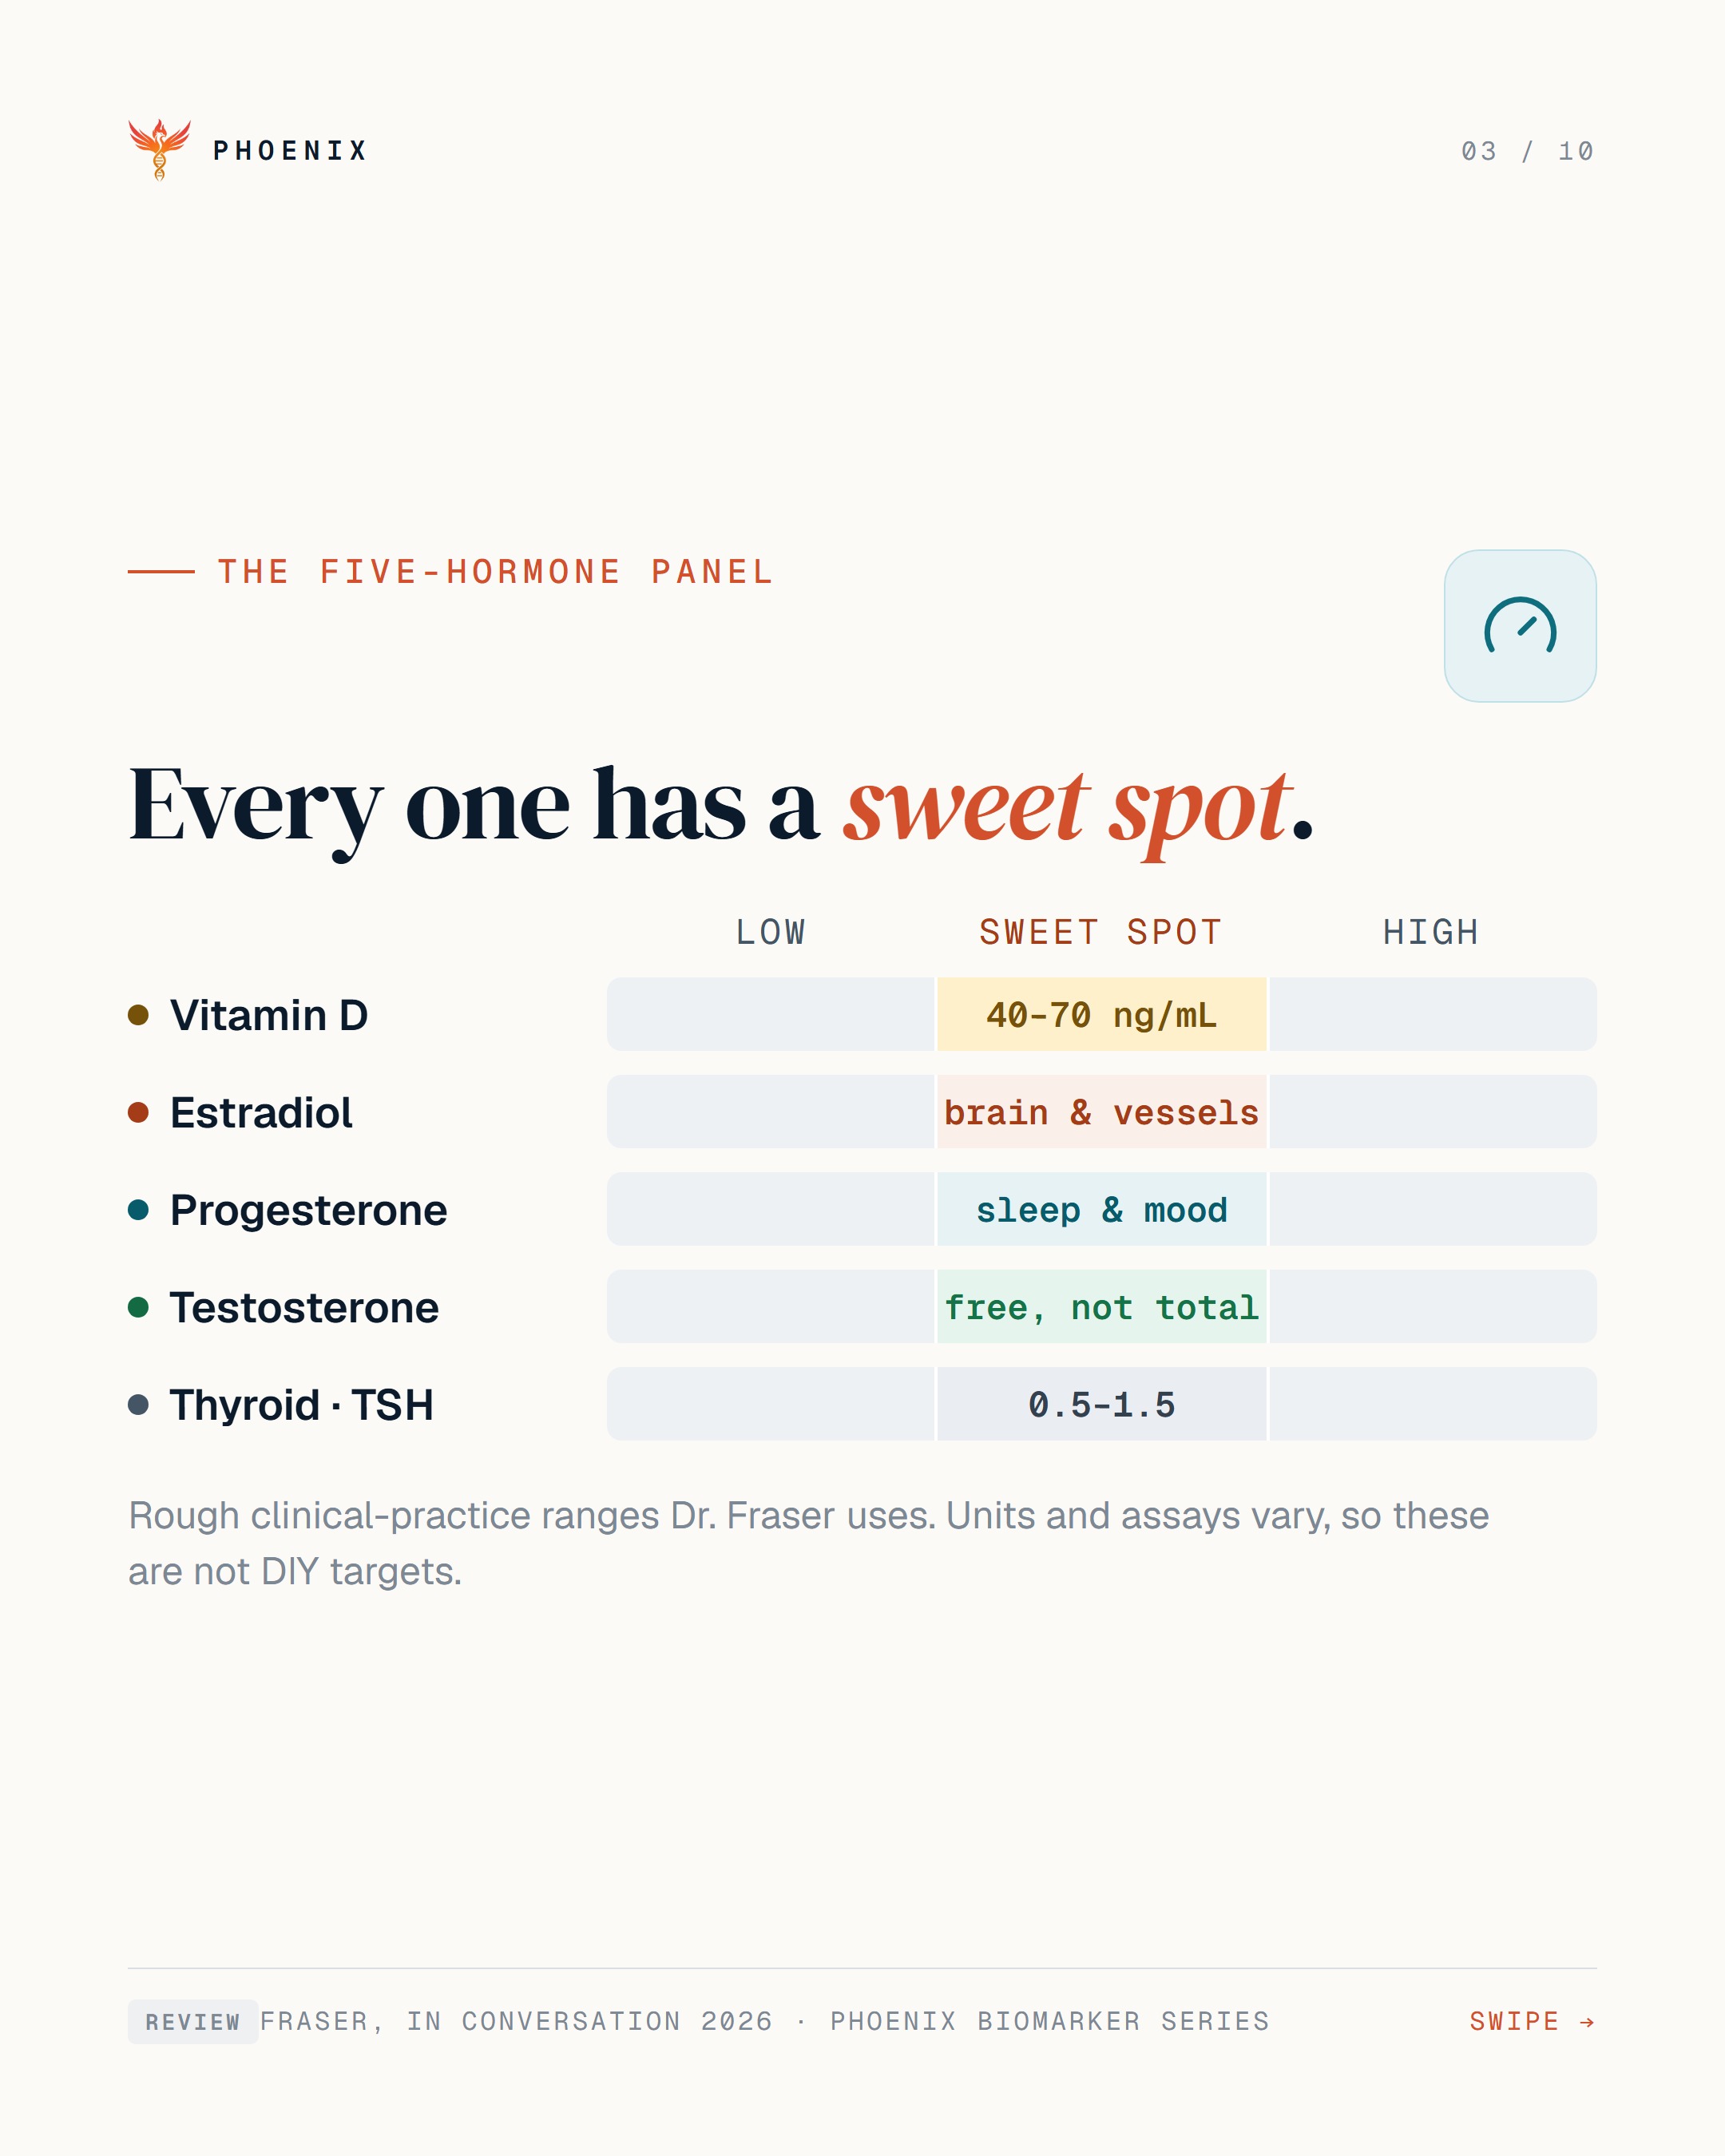 PHOENIX
03 / 10
THE FIVE-HORMONE PANEL
Every one has a sweet spot.
LOW SWEET SPOT HIGH
Vitamin D 40–70 ng/mL
Estradiol brain & vessels
Progesterone sleep & mood
Testosterone free, not total
Thyroid · TSH 0.5–1.5
Rough clinical-practice ranges Dr. Fraser uses. Units and assays vary, so these
are not DIY targets.
REVIEW FRASER, IN CONVERSATION 2026 · PHOENIX BIOMARKER SERIES SWIPE →